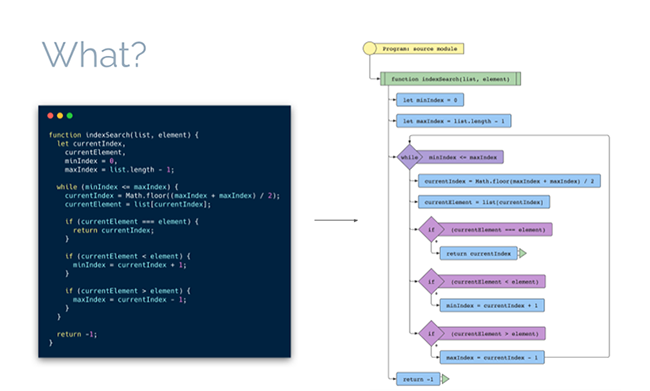 What?
function indexSearch(list, element) {
let currentIndex,
currentElement,
minIndex = 0,
maxIndex = list.length - 1;
while (minIndex <= maxIndex) {
currentIndex = Math.floor((maxIndex + maxIndex) / 2);
currentElement = list[currentIndex];
if (currentElement === element) {
return currentIndex;
}
if (currentElement < element) {
minIndex = currentIndex + 1;
}
if (currentElement > element) {
maxIndex = currentIndex - 1;
}
}
return -1;
}
Program: source module
function indexSearch(list, element)
let minIndex = 0
let maxIndex = list.length - 1
while minIndex <= maxIndex
currentIndex = Math.floor(maxIndex + maxIndex) / 2
currentElement = list(currentIndex)
if (currentElement === element)
return currentIndex
if (currentElement < element)
minIndex = currentIndex + 1
if (currentElement > element)
maxIndex = currentIndex - 1
return -1